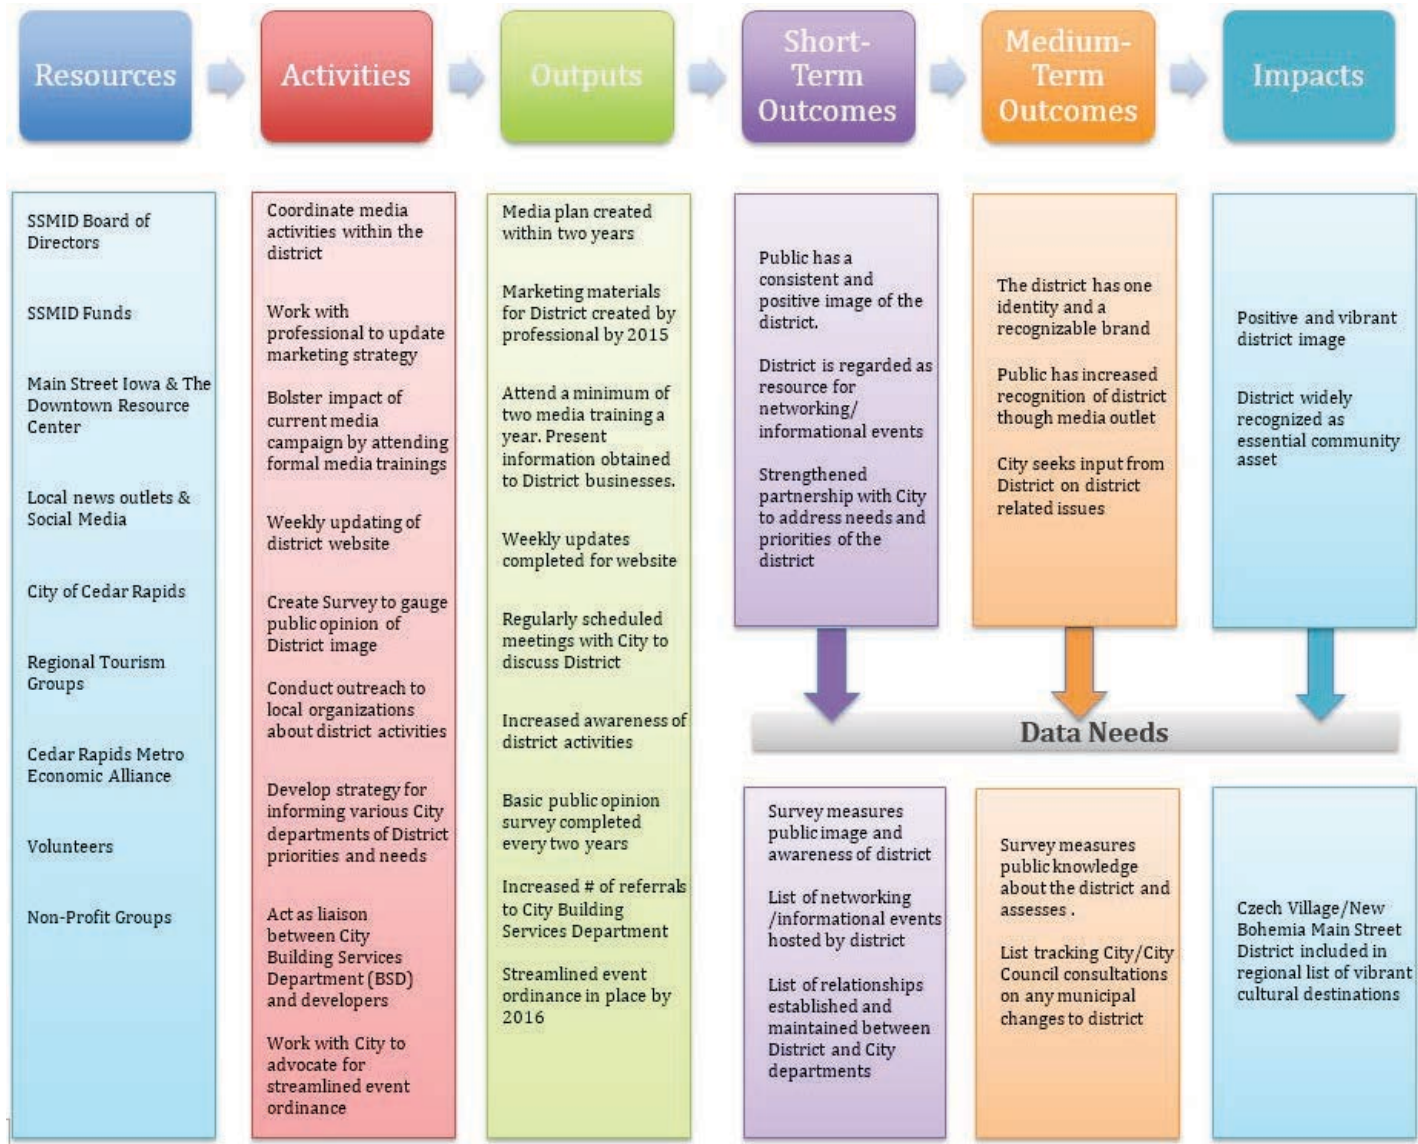 Resources
Activities
Outputs
Short-
Term
Outcomes
Medium-
Term
Outcomes
Impacts
SSMID Board of
Directors
SSMID Funds
Main Street Iowa & The
Downtown Resource
Center
Local news outlets &
Social Media
City of Cedar Rapids
Regional Tourism
Groups
Cedar Rapids Metro
Economic Alliance
Volunteers
Non-Profit Groups
Coordinate media
activities within the
district
Work with
professional to update
marketing strategy
Bolster impact of
current media
campaign by attending
formal media trainings
Weekly updating of
district website
Create Survey to gauge
public opinion of
District image
Conduct outreach to
local organizations
about district activities
Develop strategy for
informing various City
departments of District
priorities and needs
Act as liaison
between City
Building Services
Department (BSD)
and developers
Work with City to
advocate for
streamlined event
ordinance
Media plan created
within two years
Marketing materials
for District created by
professional by 2015
Attend a minimum of
two media training a
year. Present
information obtained
to District businesses.
Weekly updates
completed for website
Regularly scheduled
meetings with City to
discuss District
Increased awareness of
district activities
Basic public opinion
survey completed
every two years
Increased # of referrals
to City Building
Services Department
Streamlined event
ordinance in place by
2016
Public has a
consistent and
positive image of the
district.
District is regarded as
resource for
networking/
informational events
Strengthened
partnership with City
to address needs and
priorities of the
district
The district has one
identity and a
recognizable brand
Public has increased
recognition of district
though media outlet
City seeks input from
District on district
related issues
Positive and vibrant
district image
District widely
recognized as
essential community
asset
Data Needs
Survey measures
public image and
awareness of district
List of networking
/informational events
hosted by district
List of relationships
established and
maintained between
District and City
departments
Survey measures
public knowledge
about the district and
assesses .
List tracking City/City
Council consultations
on any municipal
changes to district
Czech Village/New
Bohemia Main Street
District included in
regional list of vibrant
cultural destinations